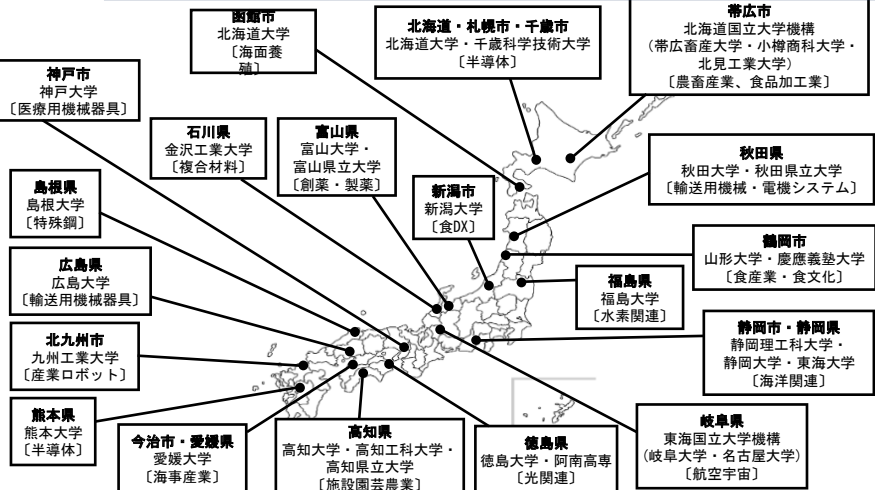 函館市
北海道大学
〔海面養
殖〕
北海道・札幌市・千歳市
北海道大学・千歳科学技術大学
〔半導体〕
帯広市
北海道国立大学機構
(帯広畜産大学・小樽商科大学・
北見工業大学)
〔農畜産業、食品加工業〕
神戸市
神戸大学
〔医療用機械器具〕
石川県
金沢工業大学
〔複合材料〕
富山県
富山大学・
富山県立大学
〔創薬・製薬〕
秋田県
秋田大学・秋田県立大学
〔輸送用機械・電機システム〕
島根県
島根大学
〔特殊鋼〕
新潟市
新潟大学
〔食DX〕
鶴岡市
山形大学・慶應義塾大学
〔食産業・食文化〕
広島県
広島大学
〔輸送用機械器具〕
福島県
福島大学
〔水素関連〕
北九州市
九州工業大学
〔産業ロボット〕
静岡市・静岡県
静岡理工科大学・
静岡大学・東海大学
〔海洋関連〕
熊本県
熊本大学
〔半導体〕
今治市・愛媛県
愛媛大学
〔海事産業〕
高知県
高知大学・高知工科大学・
高知県立大学
〔施設園芸農業〕
徳島県
徳島大学・阿南高専
〔光関連〕
岐阜県
東海国立大学機構
(岐阜大学・名古屋大学)
〔航空宇宙〕